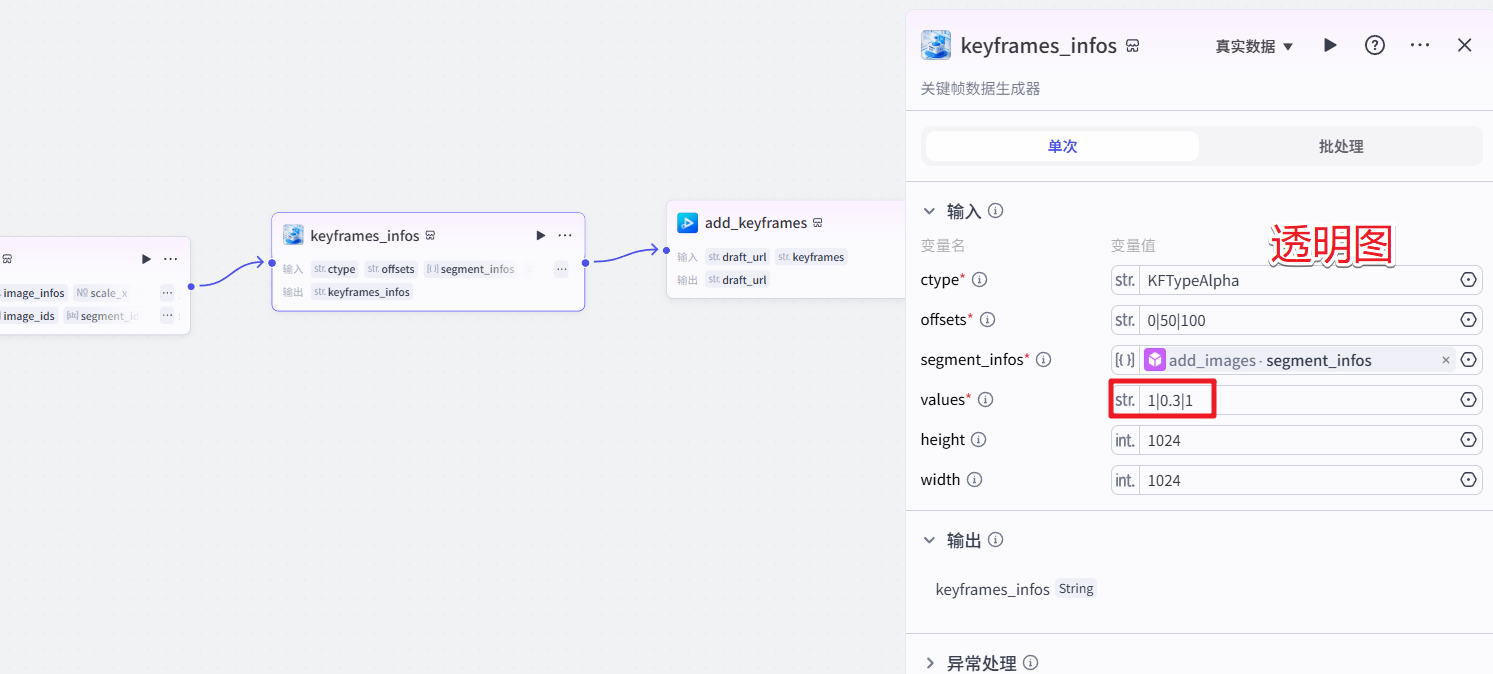 image_infos N0 scale_x ...
image_ids segment_id ...
keyframes_infos
输入 str. ctype str. offsets [{}] segment_infos ...
输出 str. keyframes_infos
add_keyframes
输入 str. draft_url str. keyframes
输出 str. draft_url
keyframes_infos 真实数据
关键帧数据生成器
单次 批处理
输入
变量名 变量值
透明图
ctype* str. KFTypeAlpha
offsets* str. 0|50|100
segment_infos* [{}] add_images · segment_infos ×
values* str. 1|0.3|1
height int. 1024
width int. 1024
输出
keyframes_infos String
异常处理